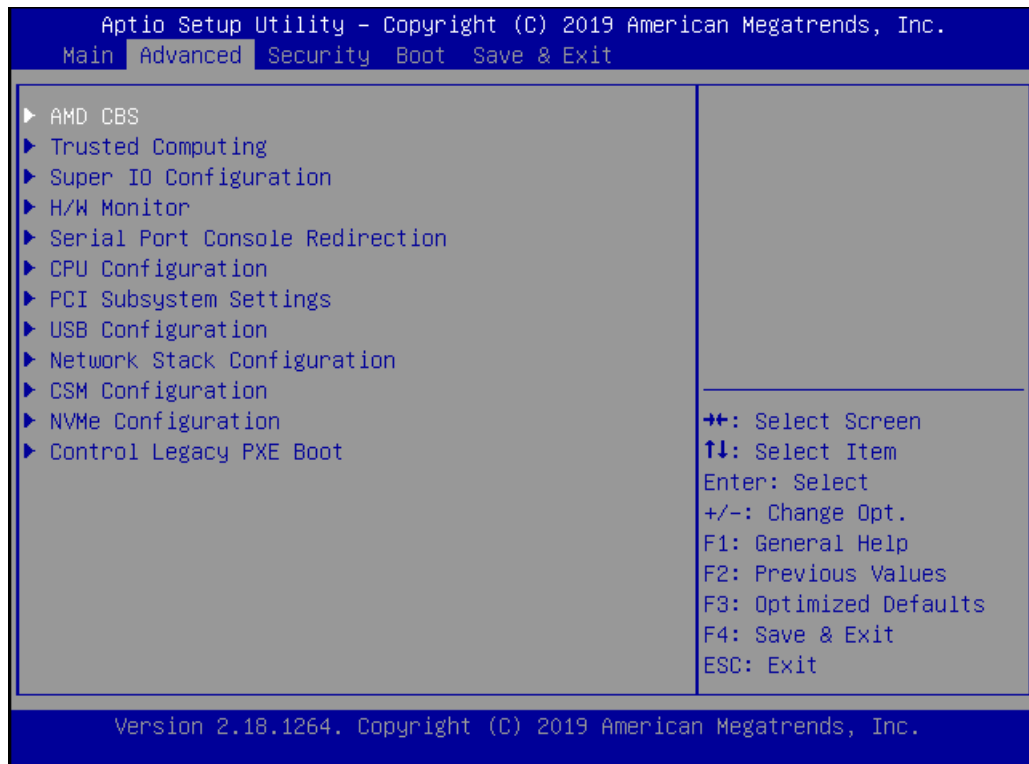 Aptio Setup Utility – Copyright (C) 2019 American Megatrends, Inc.
Main Advanced Security Boot Save & Exit
▶ AMD CBS
▶ Trusted Computing
▶ Super IO Configuration
▶ H/W Monitor
▶ Serial Port Console Redirection
▶ CPU Configuration
▶ PCI Subsystem Settings
▶ USB Configuration
▶ Network Stack Configuration
▶ CSM Configuration
▶ NVMe Configuration
▶ Control Legacy PXE Boot
→←: Select Screen
↑↓: Select Item
Enter: Select
+/-: Change Opt.
F1: General Help
F2: Previous Values
F3: Optimized Defaults
F4: Save & Exit
ESC: Exit
Version 2.18.1264. Copyright (C) 2019 American Megatrends, Inc.